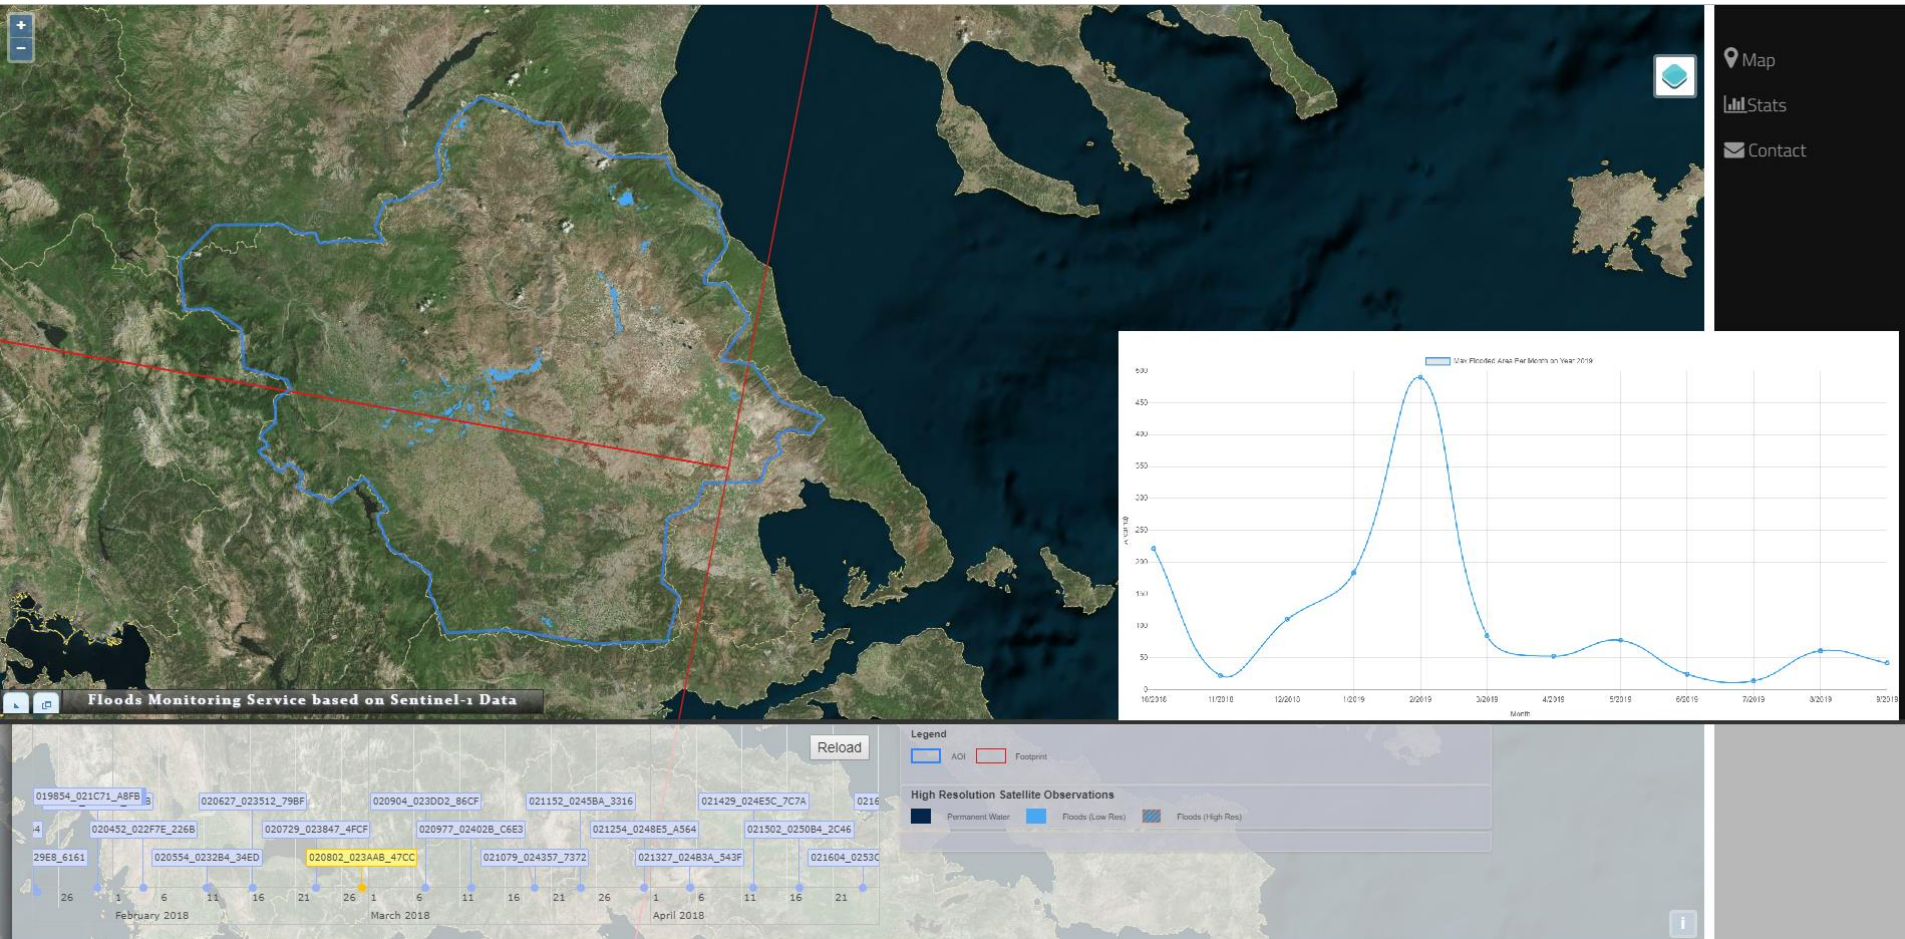 +
−
Map
Stats
Contact
Max Flooded Area Per Month on Year 2019
500
450
400
350
300
250
200
150
100
50
0
10/2018 11/2018 12/2018 1/2019 2/2019 3/2019 4/2019 5/2019 6/2019 7/2019 8/2019 9/2019
Month
Floods Monitoring Service based on Sentinel-1 Data
Reload
019854_021C71_A8FB
020627_023512_79BF 020904_023DD2_86CF 021152_0245BA_3316 021429_024E5C_7C7A 0216
020452_022F7E_226B 020729_023847_4FCF 020977_02402B_C6E3 021254_0248E5_A564 021502_0250B4_2C46
29E8_6161 020554_0232B4_34ED 020802_023AAB_47CC 021079_024357_7372 021327_024B3A_543F 021604_0253C
26 1 6 11 16 21 26 1 6 11 16 21 26 1 6 11 16 21
February 2018 March 2018 April 2018
Legend
AOI Footprint
High Resolution Satellite Observations
Permanent Water Floods (Low Res) Floods (High Res)
i